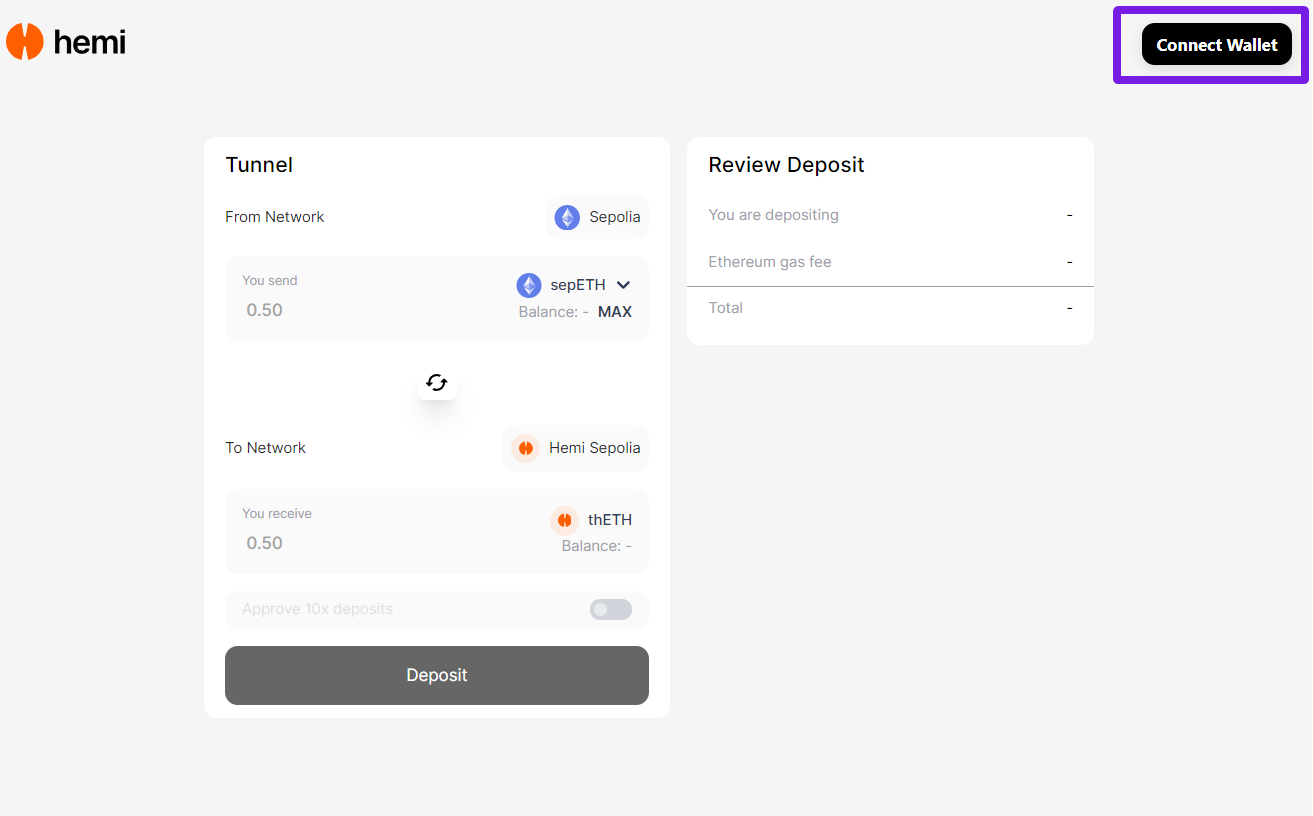 hemi
Connect Wallet
Tunnel
From Network
Sepolia
You send
sepETH
0.50
Balance: - MAX
To Network
Hemi Sepolia
You receive
thETH
0.50
Balance: -
Approve 10x deposits
Deposit
Review Deposit
You are depositing -
Ethereum gas fee -
Total -